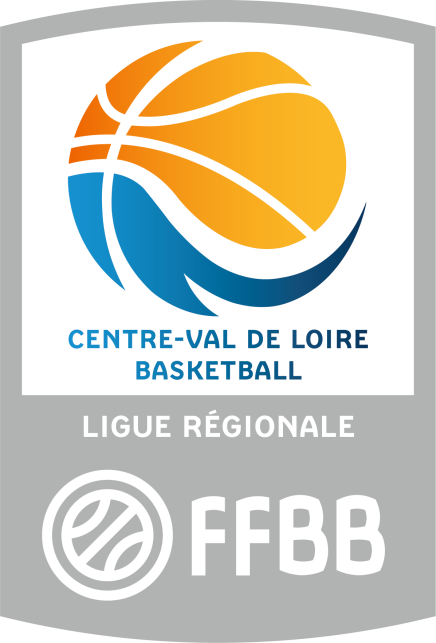 CENTRE-VAL DE LOIRE
BASKETBALL
LIGUE RÉGIONALE
FFBB